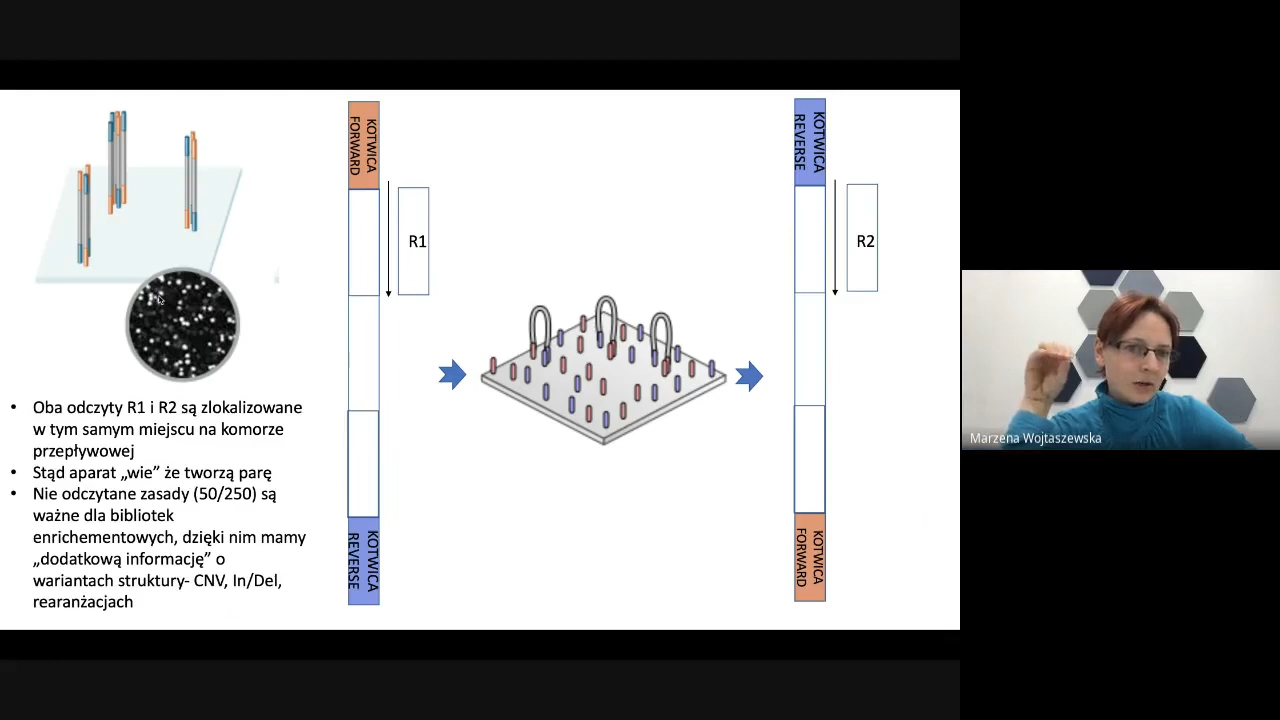 KOTWICA
FORWARD
R1
KOTWICA
REVERSE
KOTWICA
REVERSE
R2
KOTWICA
FORWARD
• Oba odczyty R1 i R2 są zlokalizowane
w tym samym miejscu na komorze
przepływowej
• Stąd aparat „wie” że tworzą parę
• Nie odczytane zasady (50/250) są
ważne dla bibliotek
enrichementowych, dzięki nim mamy
„dodatkową informację” o
wariantach struktury- CNV, In/Del,
rearanżacjach
Marzena Wojtaszewska